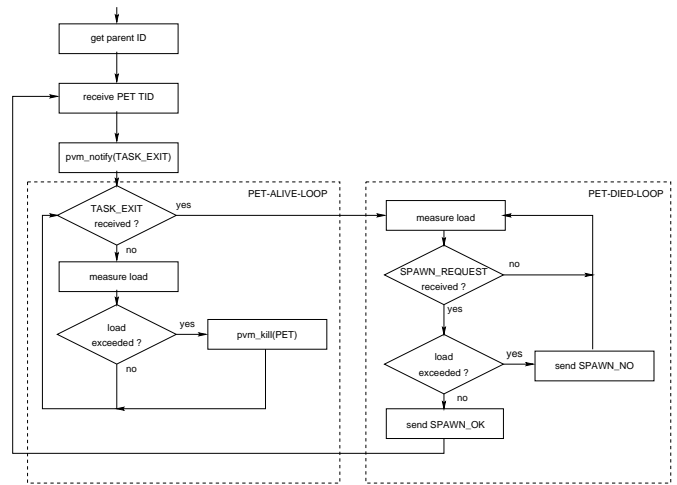 get parent ID
receive PET TID
pvm_notify(TASK_EXIT)
PET-ALIVE-LOOP
TASK_EXIT
received ?
yes
no
measure load
load
exceeded ?
yes
no
pvm_kill(PET)
PET-DIED-LOOP
measure load
SPAWN_REQUEST
received ?
no
yes
load
exceeded ?
yes
no
send SPAWN_NO
send SPAWN_OK